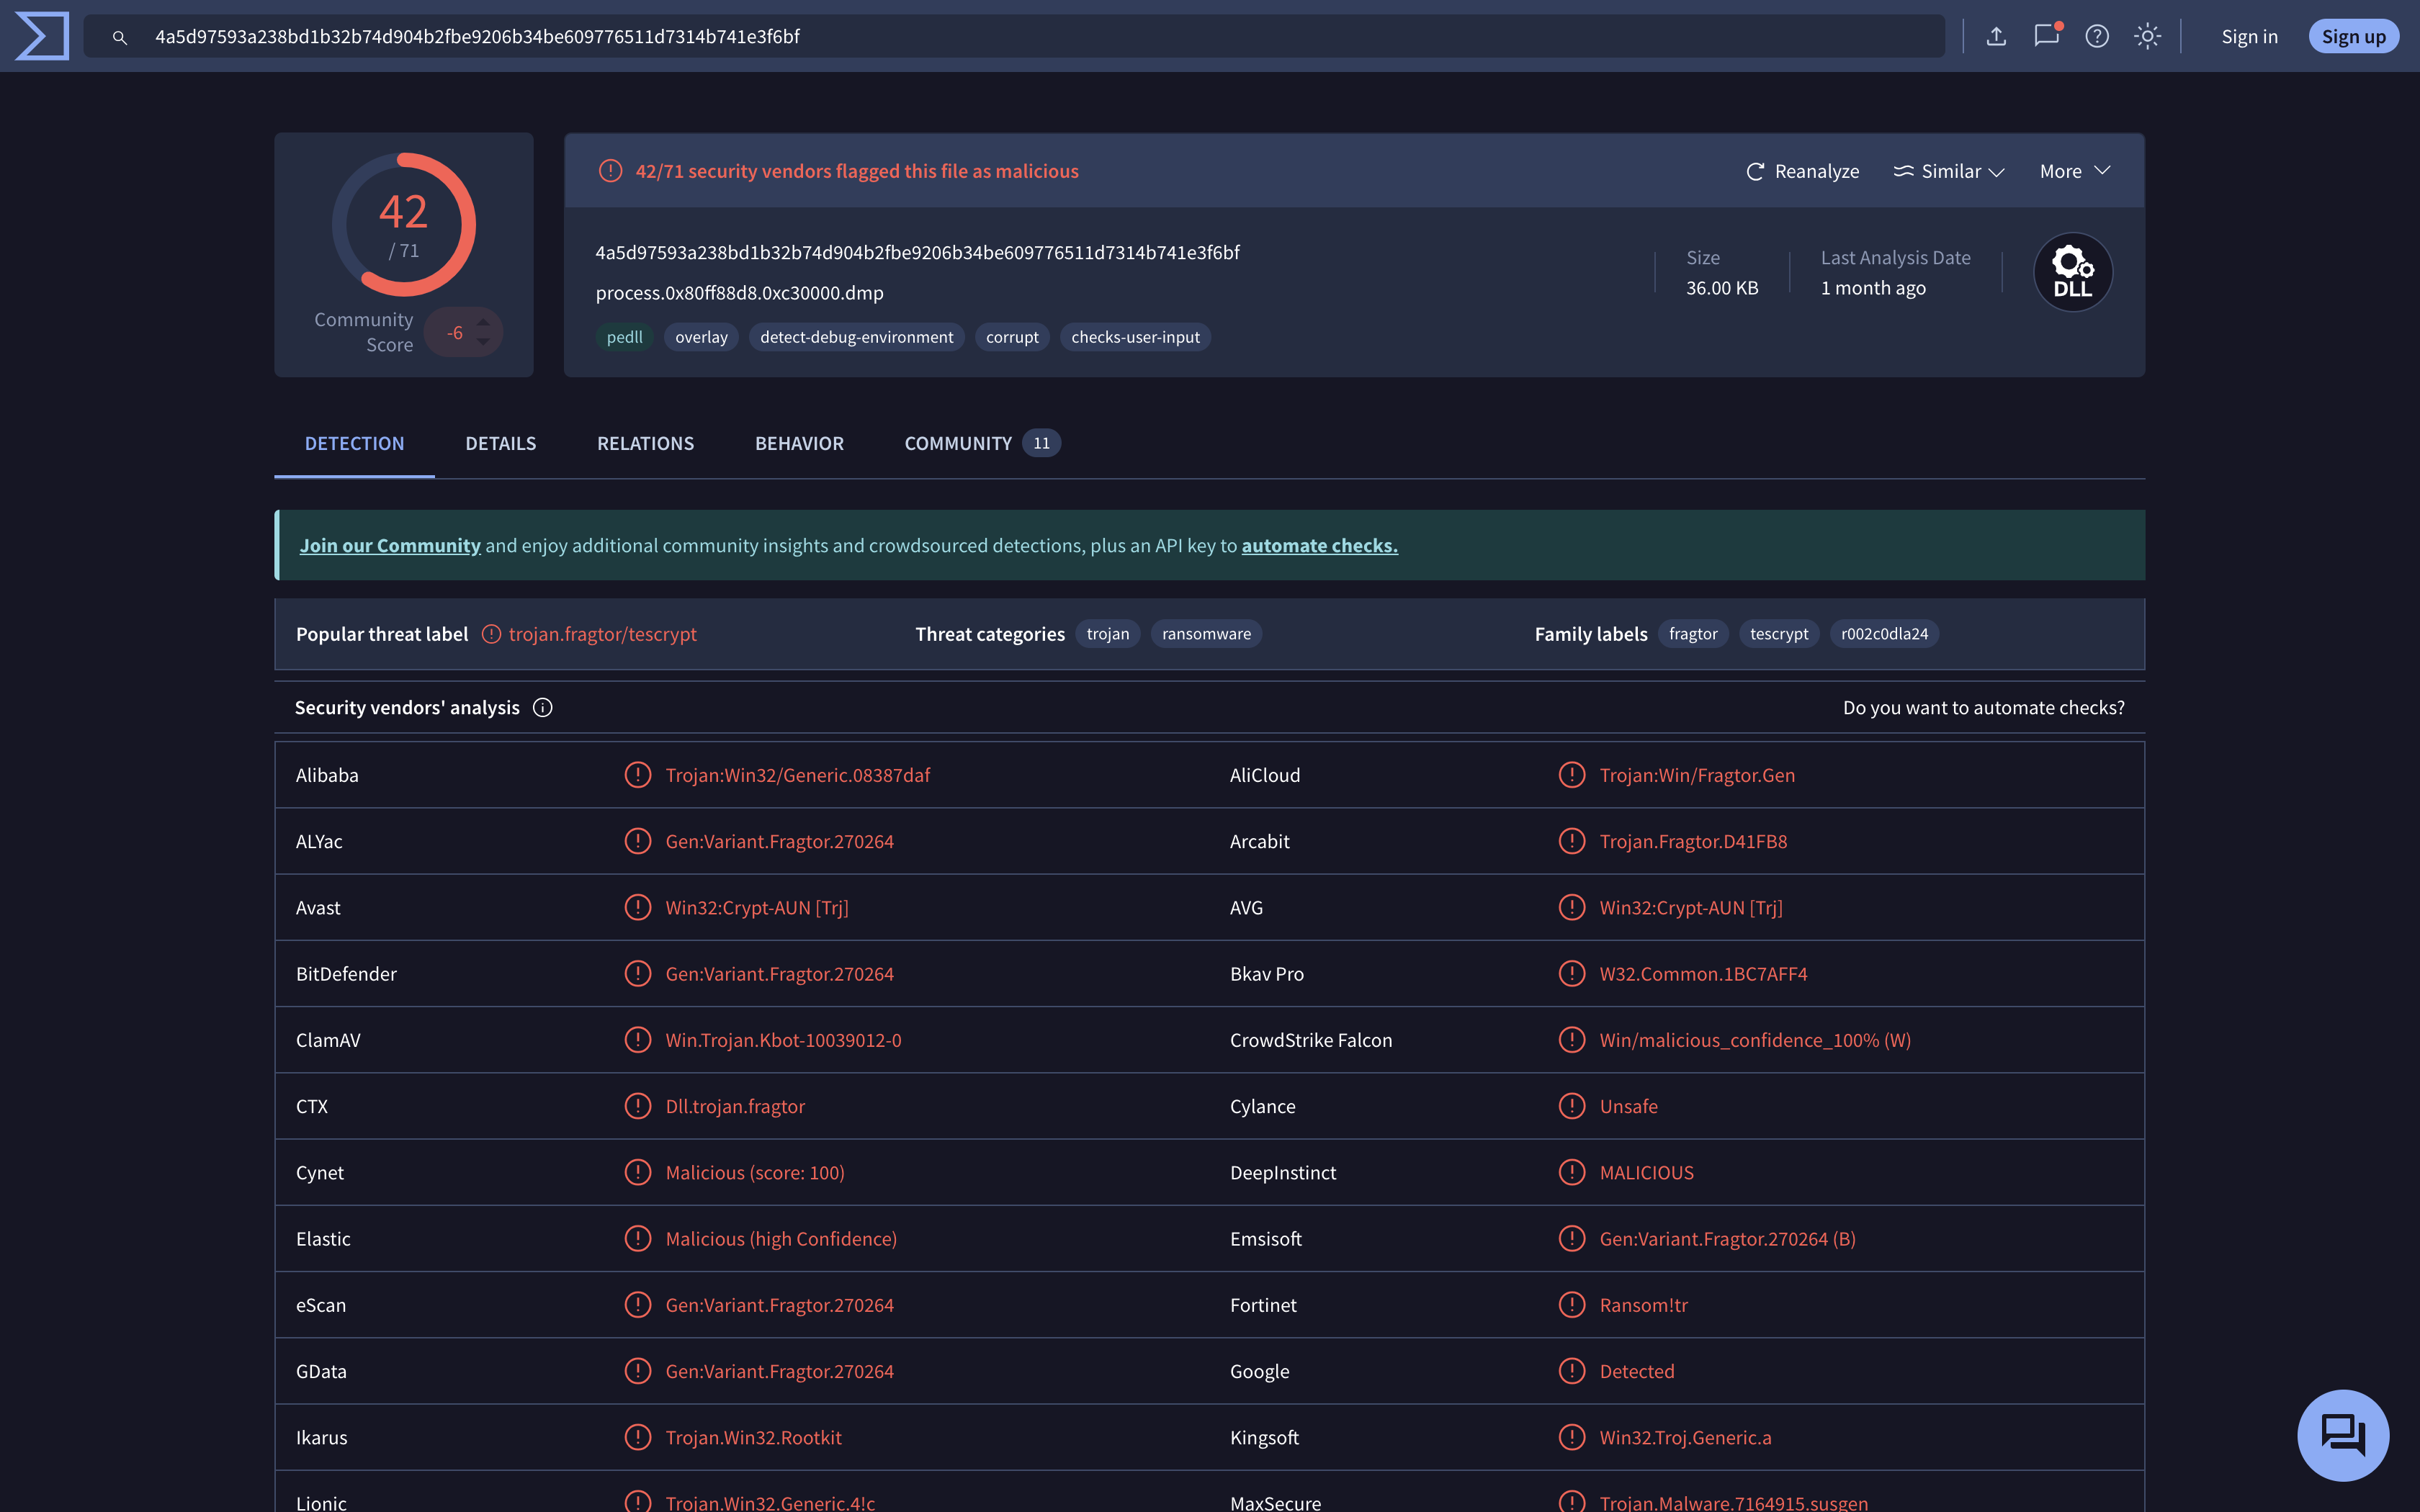 4a5d97593a238bd1b32b74d904b2fbe9206b34be609776511d7314b741e3f6bf
Sign in
Sign up
42
/ 71
Community
Score
-6
42/71 security vendors flagged this file as malicious
Reanalyze
Similar
More
4a5d97593a238bd1b32b74d904b2fbe9206b34be609776511d7314b741e3f6bf
process.0x80ff88d8.0xc30000.dmp
pedll
overlay
detect-debug-environment
corrupt
checks-user-input
Size
36.00 KB
Last Analysis Date
1 month ago
DLL
DETECTION
DETAILS
RELATIONS
BEHAVIOR
COMMUNITY 11
Join our Community and enjoy additional community insights and crowdsourced detections, plus an API key to automate checks.
Popular threat label trojan.fragtor/tescrypt
Threat categories trojan ransomware
Family labels fragtor tescrypt r002c0dla24
Security vendors' analysis
Do you want to automate checks?
Alibaba Trojan:Win32/Generic.08387daf AliCloud Trojan:Win/Fragtor.Gen
ALYac Gen:Variant.Fragtor.270264 Arcabit Trojan.Fragtor.D41FB8
Avast Win32:Crypt-AUN [Trj] AVG Win32:Crypt-AUN [Trj]
BitDefender Gen:Variant.Fragtor.270264 Bkav Pro W32.Common.1BC7AFF4
ClamAV Win.Trojan.Kbot-10039012-0 CrowdStrike Falcon Win/malicious_confidence_100% (W)
CTX Dll.trojan.fragtor Cylance Unsafe
Cynet Malicious (score: 100) DeepInstinct MALICIOUS
Elastic Malicious (high Confidence) Emsisoft Gen:Variant.Fragtor.270264 (B)
eScan Gen:Variant.Fragtor.270264 Fortinet Ransom!tr
GData Gen:Variant.Fragtor.270264 Google Detected
Ikarus Trojan.Win32.Rootkit Kingsoft Win32.Troj.Generic.a
Lionic Trojan.Win32.Generic.4!c MaxSecure Trojan.Malware.7164915.susgen